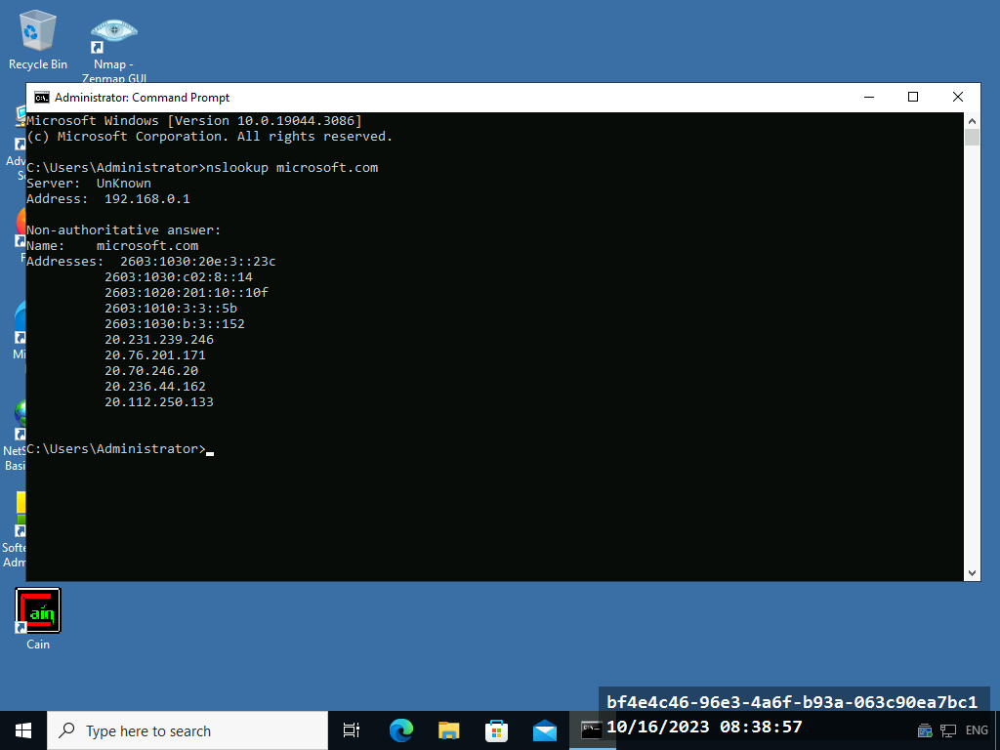 Recycle Bin
Nmap -
Zenmap GUI
Administrator: Command Prompt
Microsoft Windows [Version 10.0.19044.3086]
(c) Microsoft Corporation. All rights reserved.
C:\Users\Administrator>nslookup microsoft.com
Server:  UnKnown
Address:  192.168.0.1
Non-authoritative answer:
Name:    microsoft.com
Addresses:  2603:1030:20e:3::23c
2603:1030:c02:8::14
2603:1020:201:10::10f
2603:1010:3:3::5b
2603:1030:b:3::152
20.231.239.246
20.76.201.171
20.70.246.20
20.236.44.162
20.112.250.133
C:\Users\Administrator>
Adv
Sc
F
Mi
NetS
Basi
Softe
Adm
Cain
Cain
bf4e4c46-96e3-4a6f-b93a-063c90ea7bc1
Type here to search
10/16/2023 08:38:57
ENG